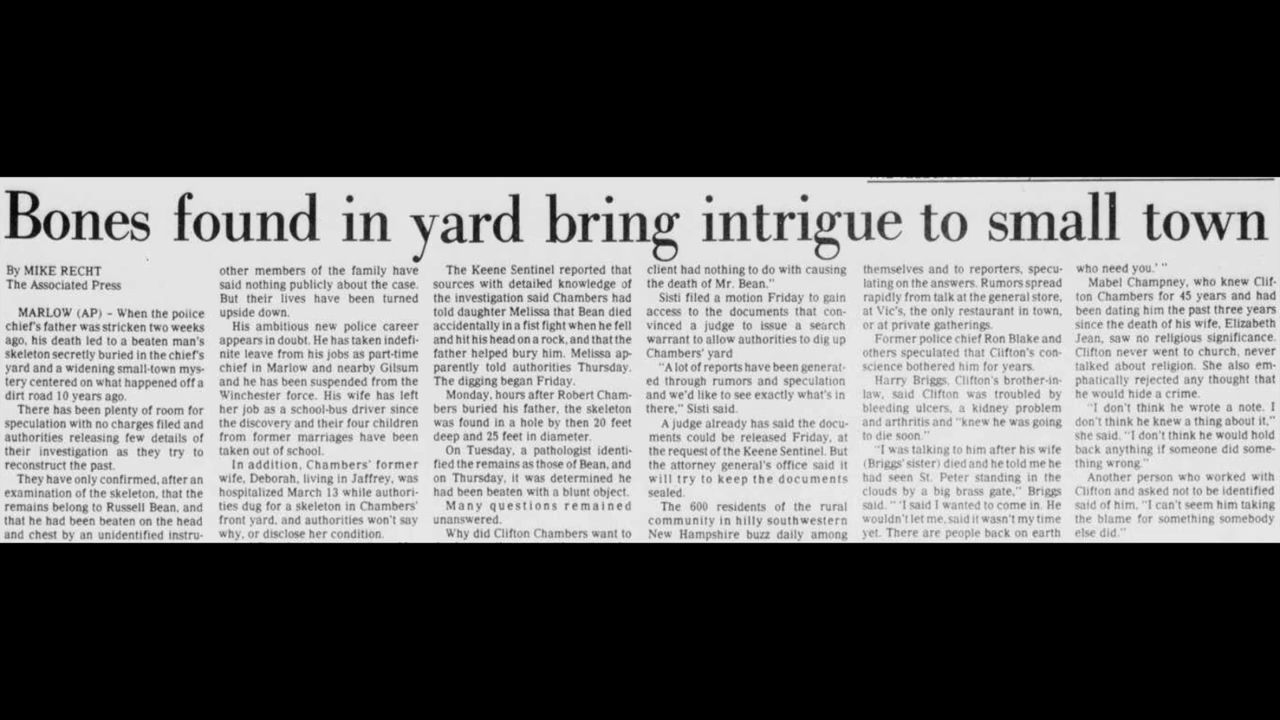 Bones found in yard bring intrigue to small town
By MIKE RECHT
The Associated Press
MARLOW (AP) – When the police
chief's father was stricken two weeks
ago, his death led to a beaten man's
skeleton secretly buried in the chief's
yard and a widening small-town mys-
tery centered on what happened off a
dirt road 10 years ago.
There has been plenty of room for
speculation with no charges filed and
authorities releasing few details of
their investigation as they try to
reconstruct the past.
They have only confirmed, after an
examination of the skeleton, that the
remains belong to Russell Bean, and
that he had been beaten on the head
and chest by an unidentified instru-
other members of the family have
said nothing publicly about the case.
But their lives have been turned
upside down.
His ambitious new police career
appears in doubt. He has taken indefi-
nite leave from his jobs as part-time
chief in Marlow and nearby Gilsum
and he has been suspended from the
Winchester force. His wife has left
her job as a school-bus driver since
the discovery and their four children
from former marriages have been
taken out of school.
In addition, Chambers' former
wife, Deborah, living in Jaffrey, was
hospitalized March 13 while authori-
ties dug for a skeleton in Chambers'
front yard, and authorities won't say
why, or disclose her condition.
The Keene Sentinel reported that
sources with detailed knowledge of
the investigation said Chambers had
told daughter Melissa that Bean died
accidentally in a fist fight when he fell
and hit his head on a rock, and that the
father helped bury him. Melissa ap-
parently told authorities Thursday.
The digging began Friday.
Monday, hours after Robert Cham-
bers buried his father, the skeleton
was found in a hole by then 20 feet
deep and 25 feet in diameter.
On Tuesday, a pathologist identi-
fied the remains as those of Bean, and
on Thursday, it was determined he
had been beaten with a blunt object.
Many questions remained
unanswered.
Why did Clifton Chambers want to
client had nothing to do with causing
the death of Mr. Bean."
Sisti filed a motion Friday to gain
access to the documents that con-
vinced a judge to issue a search
warrant to allow authorities to dig up
Chambers' yard
"A lot of reports have been generat-
ed through rumors and speculation
and we'd like to see exactly what's in
there," Sisti said.
A judge already has said the docu-
ments could be released Friday, at
the request of the Keene Sentinel. But
the attorney general's office said it
will try to keep the documents
sealed.
The 600 residents of the rural
community in hilly southwestern
New Hampshire buzz daily among
themselves and to reporters, specu-
lating on the answers. Rumors spread
rapidly from talk at the general store,
at Vic's, the only restaurant in town,
or at private gatherings.
Former police chief Ron Blake and
others speculated that Clifton's con-
science bothered him for years.
Harry Briggs, Clifton's brother-in-
law, said Clifton was troubled by
bleeding ulcers, a kidney problem
and arthritis and "knew he was going
to die soon."
"I was talking to him after his wife
(Briggs' sister) died and he told me he
had seen St. Peter standing in the
clouds by a big brass gate," Briggs
said. " 'I said I wanted to come in. He
wouldn't let me, said it wasn't my time
yet. There are people back on earth
who need you.' "
Mabel Champney, who knew Clif-
ton Chambers for 45 years and had
been dating him the past three years
since the death of his wife, Elizabeth
Jean, saw no religious significance.
Clifton never went to church, never
talked about religion. She also em-
phatically rejected any thought that
he would hide a crime.
"I don't think he wrote a note. I
don't think he knew a thing about it,"
she said. "I don't think he would hold
back anything if someone did some-
thing wrong."
Another person who worked with
Clifton and asked not to be identified
said of him, "I can't seem him taking
the blame for something somebody
else did."